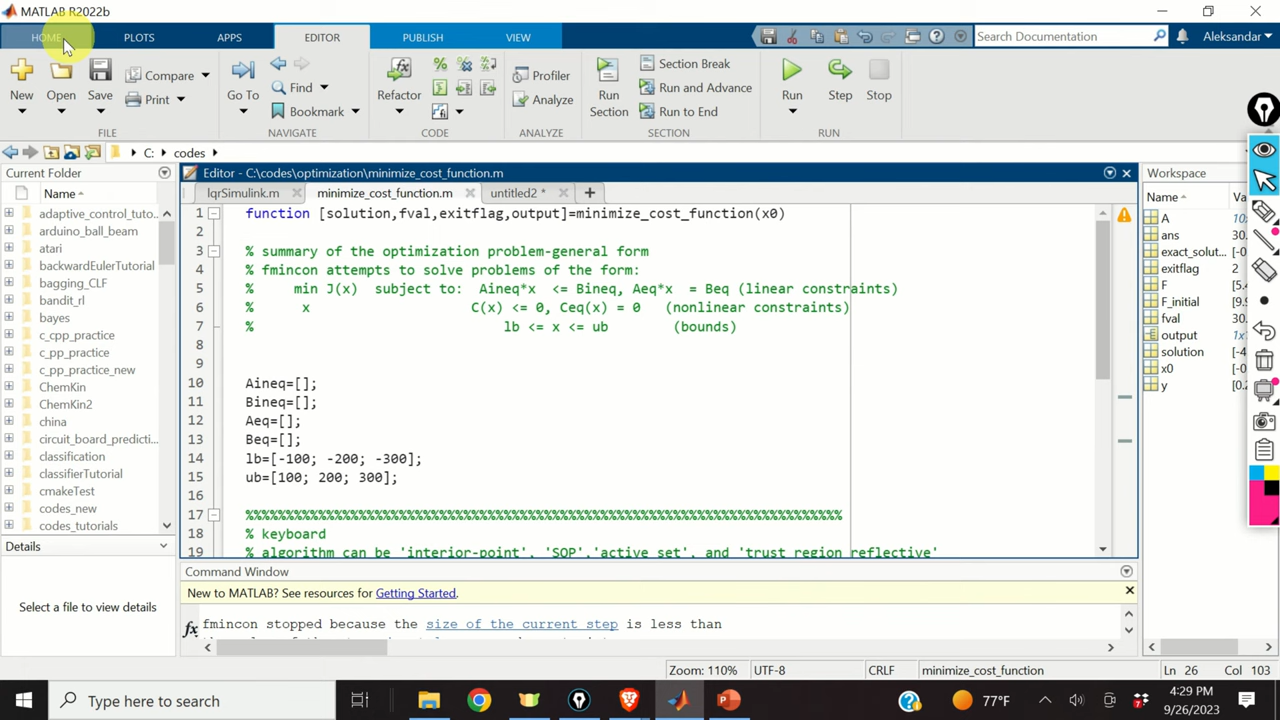 MATLAB R2022b
HOME
PLOTS
APPS
EDITOR
PUBLISH
VIEW
Search Documentation
Aleksandar
New
Open
Save
Compare
Print
FILE
Go To
Find
Bookmark
NAVIGATE
Refactor
CODE
Profiler
Analyze
ANALYZE
Run
Section
Section Break
Run and Advance
Run to End
SECTION
Run
Step
Stop
RUN
C: codes
Current Folder
Name
adaptive_control_tuto...
arduino_ball_beam
atari
backwardEulerTutorial
bagging_CLF
bandit_rl
bayes
c_cpp_practice
c_pp_practice
c_pp_practice_new
ChemKin
ChemKin2
china
circuit_board_predicti...
classification
classifierTutorial
cmakeTest
codes_new
codes_tutorials
Details
Select a file to view details
Editor - C:\codes\optimization\minimize_cost_function.m
lqrSimulink.m
minimize_cost_function.m
untitled2 *
1 function [solution,fval,exitflag,output]=minimize_cost_function(x0)
2
3 % summary of the optimization problem-general form
4 % fmincon attempts to solve problems of the form:
5 % min J(x) subject to: Aineq*x <= Bineq, Aeq*x = Beq (linear constraints)
6 % x C(x) <= 0, Ceq(x) = 0 (nonlinear constraints)
7 % lb <= x <= ub (bounds)
8
9
10 Aineq=[];
11 Bineq=[];
12 Aeq=[];
13 Beq=[];
14 lb=[-100; -200; -300];
15 ub=[100; 200; 300];
16
17 %%%%%%%%%%%%%%%%%%%%%%%%%%%%%%%%%%%%%%%%%%%%%%%%%%%%%%%%%%%%%%%%%%%%%%%%%%%%%
18 % keyboard
19 % algorithm can be 'interior-point', 'SQP','active set', and 'trust region reflective'
Command Window
New to MATLAB? See resources for Getting Started.
fx fmincon stopped because the size of the current step is less than
Workspace
Name
A 10x
ans 30.
exact_solut... [-
exitflag 2
F 5.4
F_initial [9.9
fval 30.
output 1x
solution [-4
x0 [-0
y [0.2
Zoom: 110%
UTF-8
CRLF
minimize_cost_function
Ln 26
Col 103
Type here to search
77°F
4:29 PM
9/26/2023